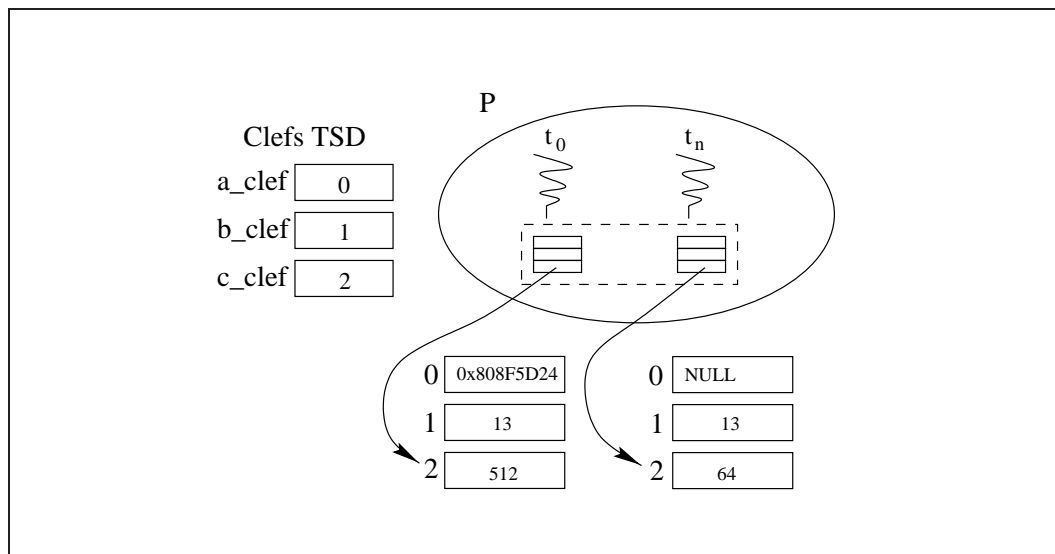 P
Clefs TSD
t0 tn
a_clef 0
b_clef 1
c_clef 2
0 0x808F5D24 0 NULL
1 13 1 13
2 512 2 64